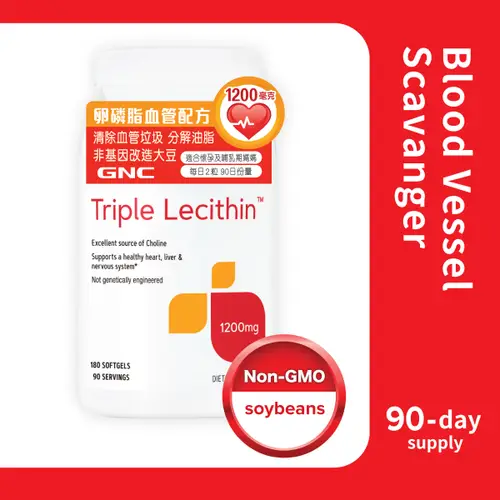 卵磷脂血管配方
1200毫克
清除血管垃圾 分解油脂
非基因改造大豆
適合懷孕及哺乳期媽媽
GNC
每日2粒 90日份量
Triple Lecithin™
Excellent source of Choline
Supports a healthy heart, liver &
nervous system*
Not genetically engineered
1200mg
180 SOFTGELS
90 SERVINGS
Non-GMO
soybeans
Blood Vessel
Scavanger
90-day
supply